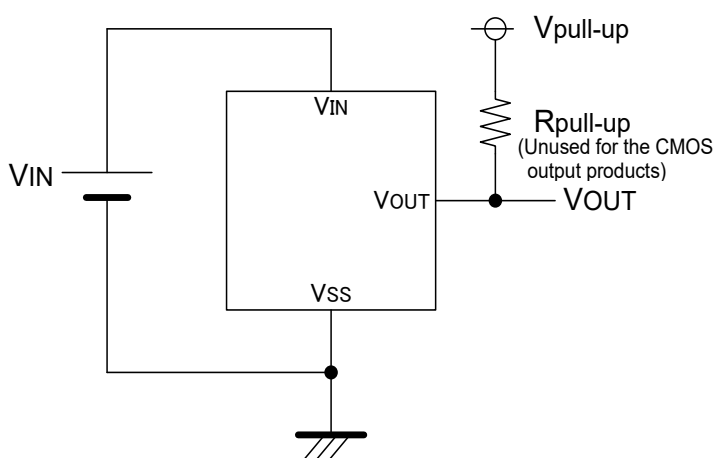 Vpull-up
VIN
Rpull-up
(Unused for the CMOS
output products)
VIN
VOUT
VOUT
VSS